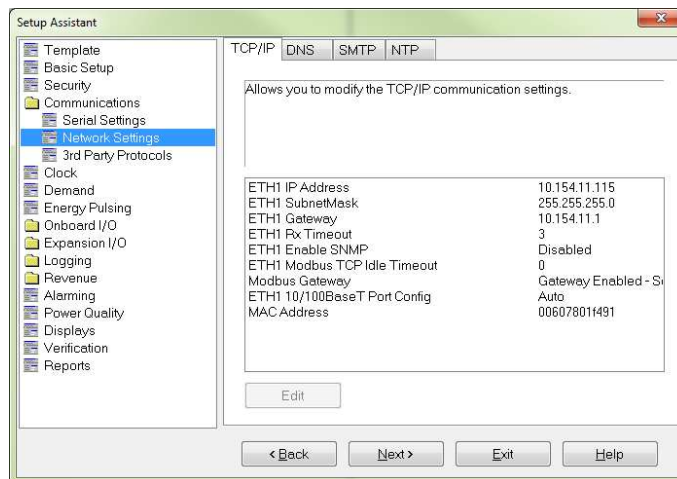 Setup Assistant
Template
Basic Setup
Security
Communications
Serial Settings
Network Settings
3rd Party Protocols
Clock
Demand
Energy Pulsing
Onboard I/O
Expansion I/O
Logging
Revenue
Alarming
Power Quality
Displays
Verification
Reports
TCP/IP DNS SMTP NTP
Allows you to modify the TCP/IP communication settings.
ETH1 IP Address 10.154.11.115
ETH1 SubnetMask 255.255.255.0
ETH1 Gateway 10.154.11.1
ETH1 Rx Timeout 3
ETH1 Enable SNMP Disabled
ETH1 Modbus TCP Idle Timeout 0
Modbus Gateway Gateway Enabled - S
ETH1 10/100BaseT Port Config Auto
MAC Address 00607801f491
Edit
< Back Next > Exit Help